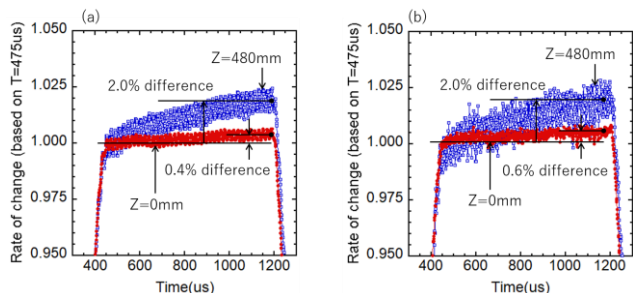 (a)
Rate of change (based on T=475us)
1.050
1.025
1.000
0.975
0.950
Z=480mm
2.0% difference
0.4% difference
Z=0mm
400 600 800 1000 1200
Time(us)
(b)
Rate of change (based on T=475us)
1.050
1.025
1.000
0.975
0.950
Z=480mm
2.0% difference
0.6% difference
Z=0mm
400 600 800 1000 1200
Time(us)